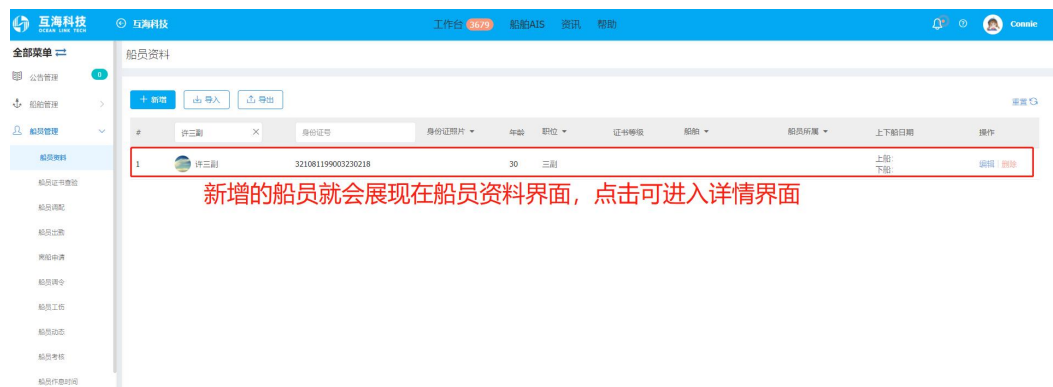 互海科技
OCEAN LINK TECH
互海科技
工作台 3679 船舶AIS 资讯 帮助
Connie
全部菜单
船员资料
公告管理 0
船舶管理
船员管理
船员资料
船员证书查验
船员调配
船员出勤
离船申请
船员调令
船员工伤
船员动态
船员考核
船员作息时间
+ 新增 导入 导出 重置
# 许三副 × 身份证号 身份证照片 年龄 职位 证书等级 船舶 船员所属 上下船日期 操作
1 许三副 321081199003230218 30 三副 上船: 编辑 删除
下船:
新增的船员就会展现在船员资料界面，点击可进入详情界面